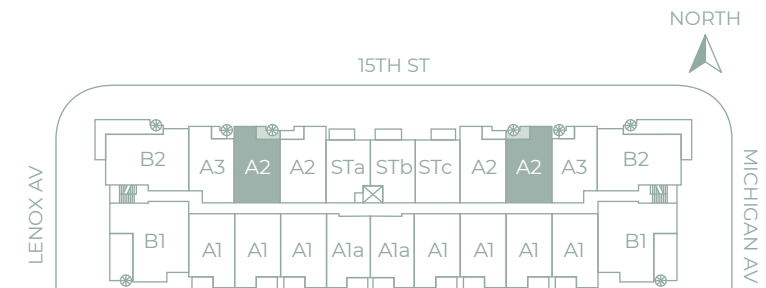 NORTH
15TH ST
LENOX AV
MICHIGAN AV
B2 A3 A2 A2 STa STb STc A2 A2 A3 B2
B1 A1 A1 A1 A1a A1a A1 A1 A1 A1 B1